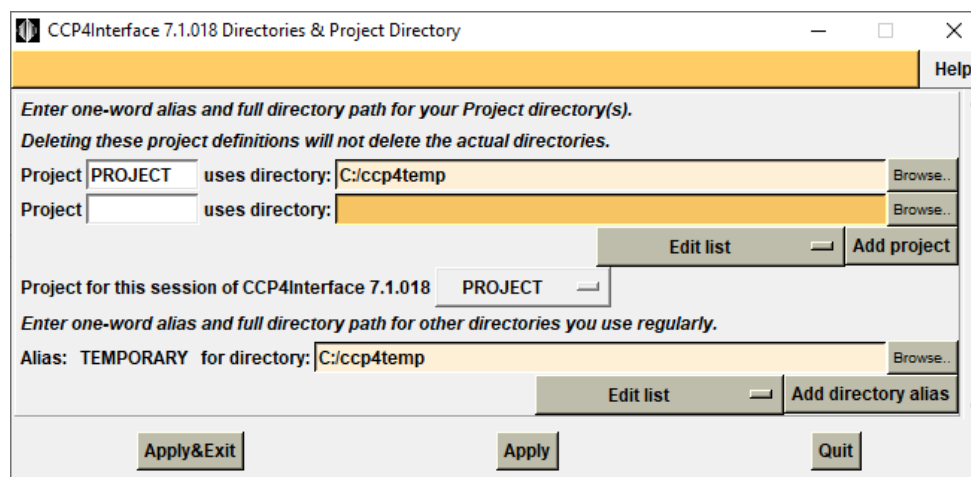 CCP4Interface 7.1.018 Directories & Project Directory
Help
Enter one-word alias and full directory path for your Project directory(s).
Deleting these project definitions will not delete the actual directories.
Project PROJECT uses directory: C:/ccp4temp Browse..
Project uses directory: Browse..
Edit list Add project
Project for this session of CCP4Interface 7.1.018 PROJECT
Enter one-word alias and full directory path for other directories you use regularly.
Alias: TEMPORARY for directory: C:/ccp4temp Browse..
Edit list Add directory alias
Apply&Exit Apply Quit